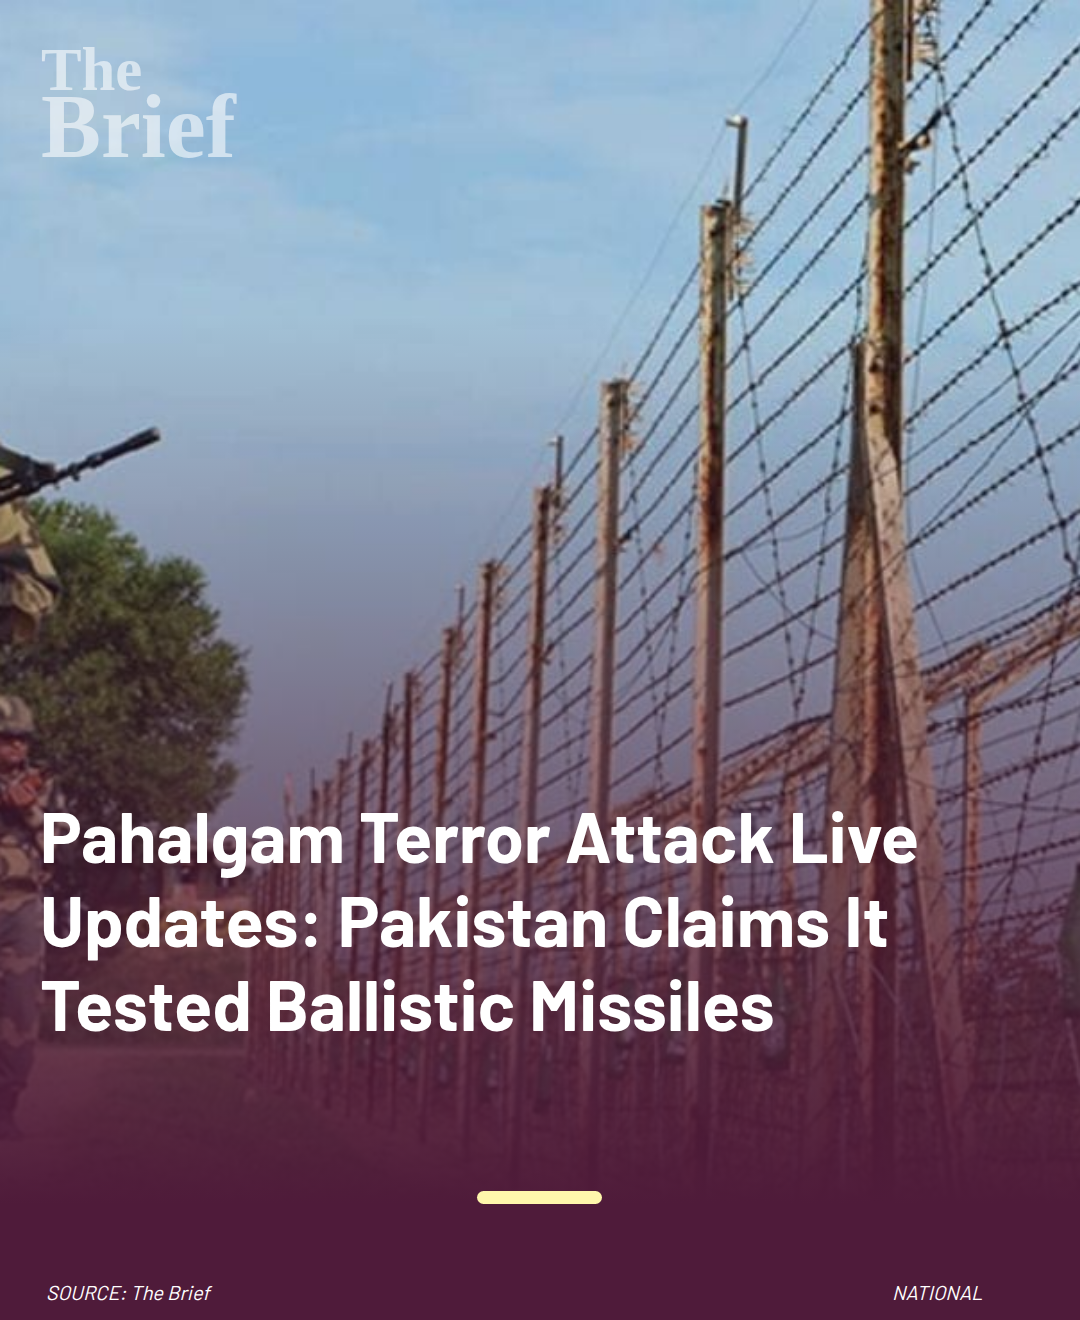 The
Brief
Pahalgam Terror Attack Live
Updates: Pakistan Claims It
Tested Ballistic Missiles
SOURCE: The Brief
NATIONAL